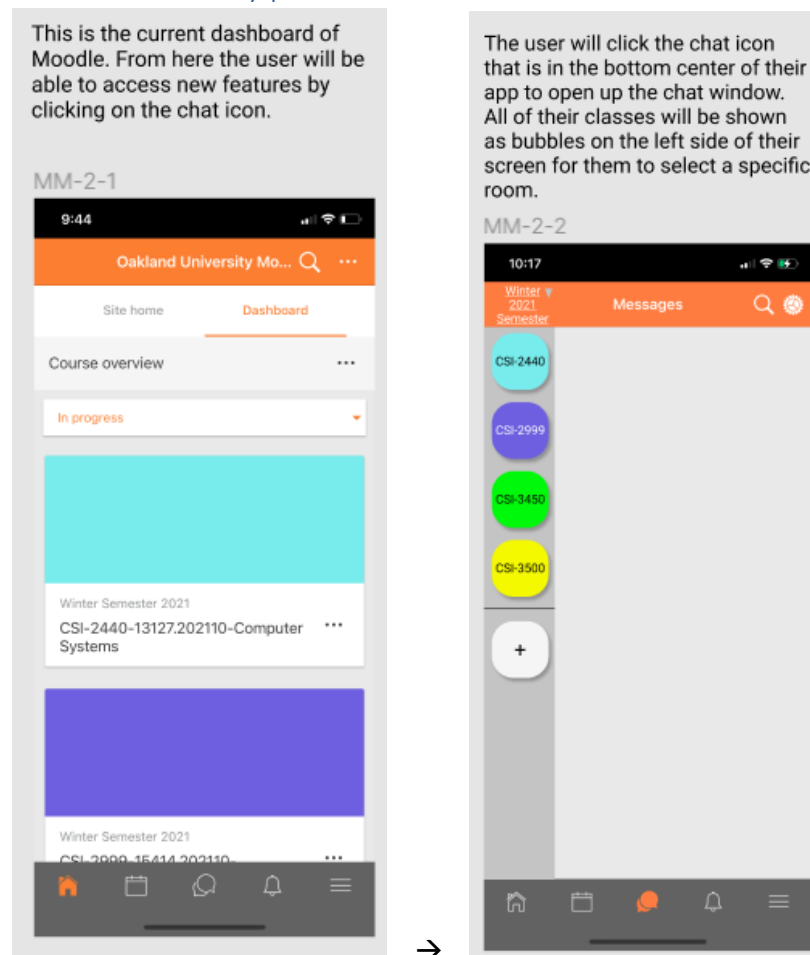 This is the current dashboard of
Moodle. From here the user will be
able to access new features by
clicking on the chat icon.
MM-2-1
9:44
Oakland University Mo...
Site home
Dashboard
Course overview
In progress
Winter Semester 2021
CSI-2440-13127.202110-Computer
Systems
Winter Semester 2021
CSI-2999-15414.202110-
→
The user will click the chat icon
that is in the bottom center of their
app to open up the chat window.
All of their classes will be shown
as bubbles on the left side of their
screen for them to select a specific
room.
MM-2-2
10:17
Winter
2021
Semester
Messages
CSI-2440
CSI-2999
CSI-3450
CSI-3500
+